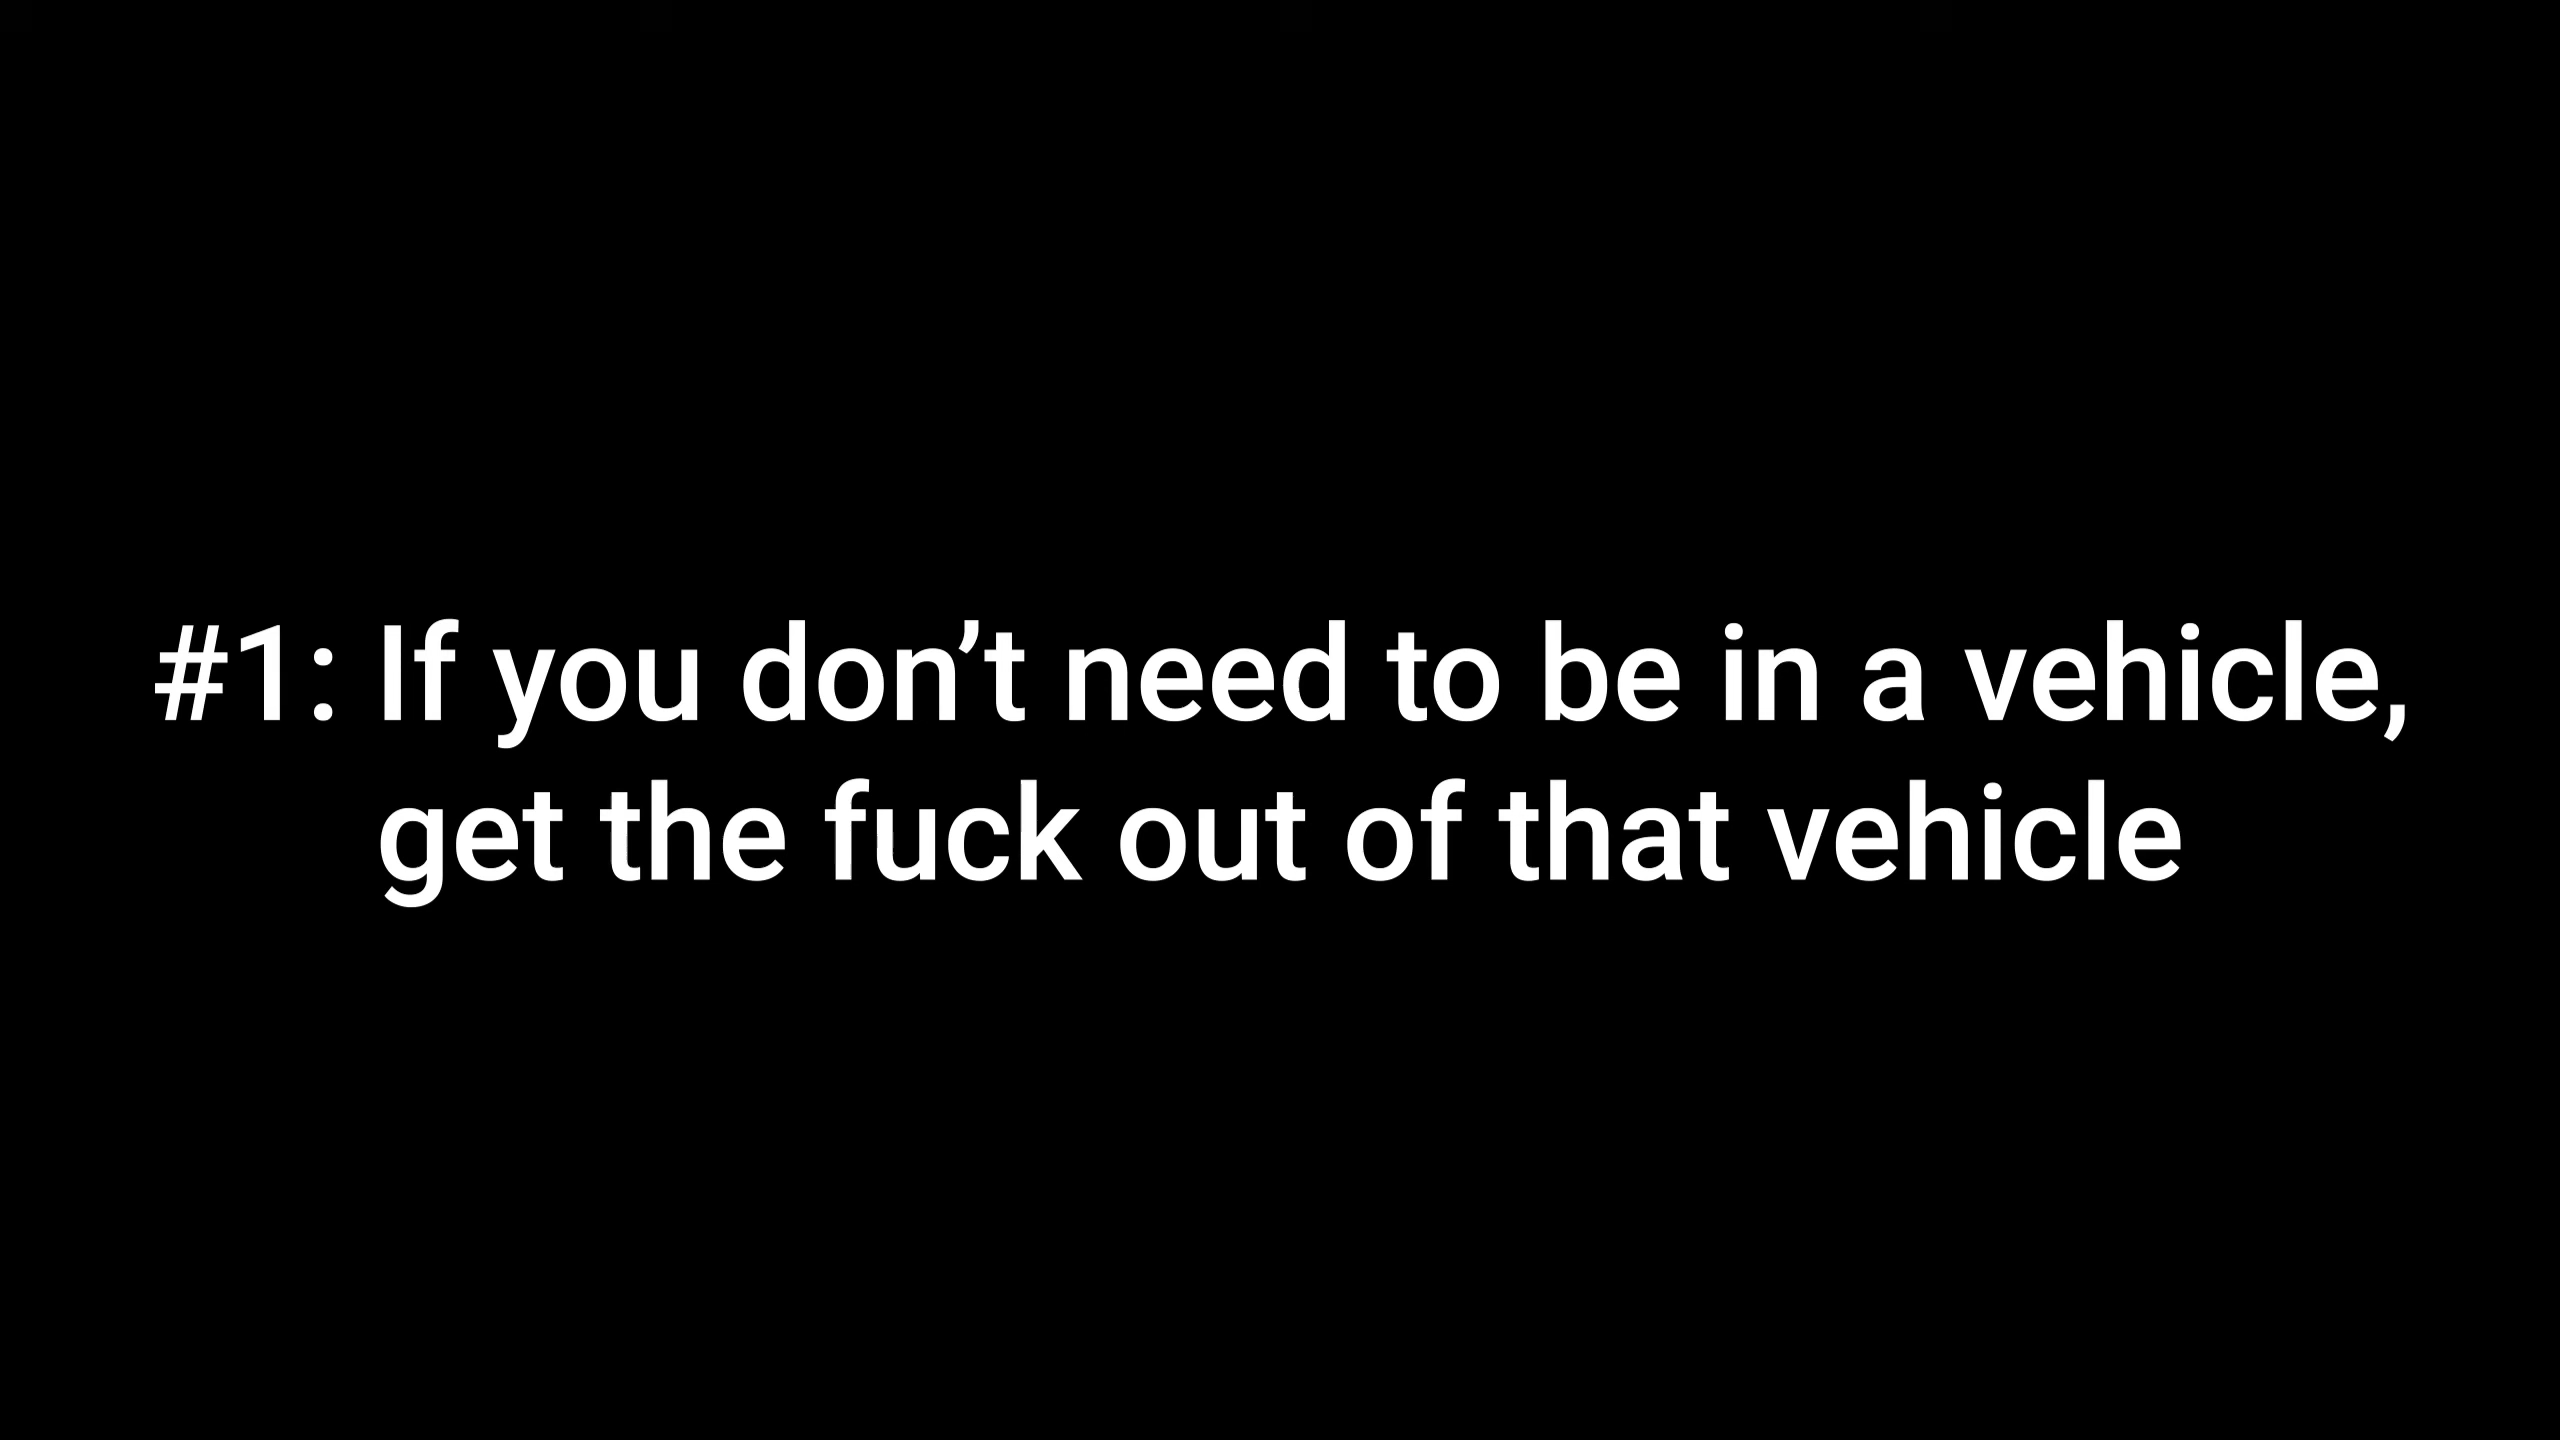 #1: If you don’t need to be in a vehicle,
get the fuck out of that vehicle